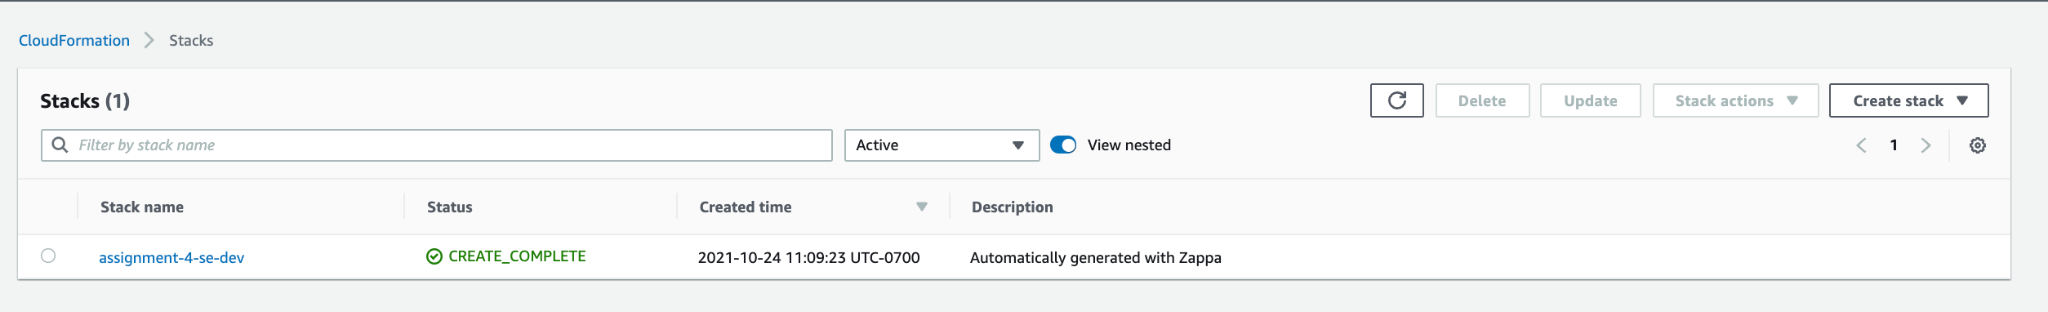 CloudFormation > Stacks
Stacks (1)
Delete
Update
Stack actions
Create stack
Filter by stack name
Active
View nested
1
Stack name Status Created time Description
assignment-4-se-dev CREATE_COMPLETE 2021-10-24 11:09:23 UTC-0700 Automatically generated with Zappa